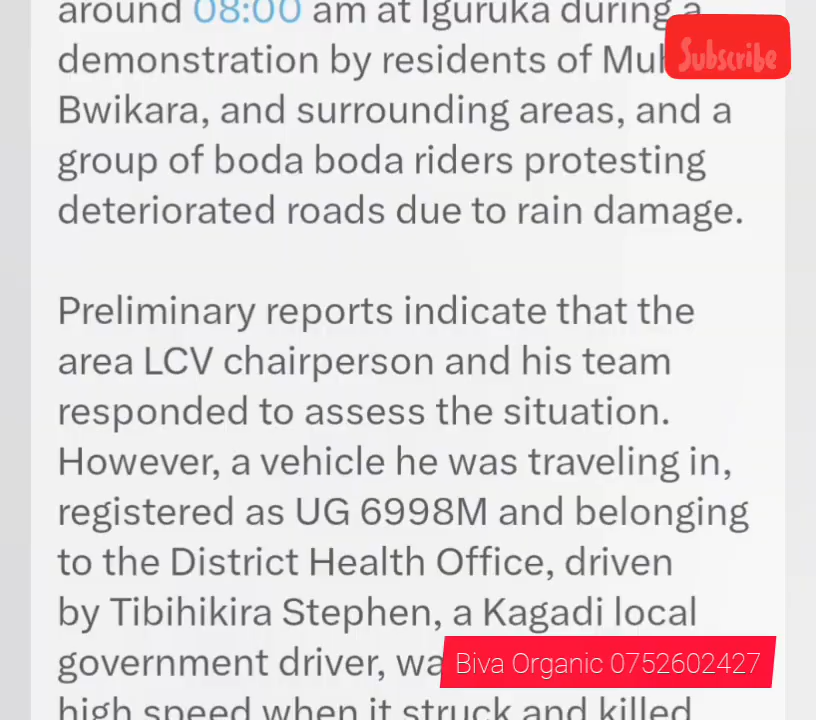 around 08:00 am at Iguruka during a
demonstration by residents of
Subscribe
Bwikara, and surrounding areas, and a
group of boda boda riders protesting
deteriorated roads due to rain damage.
Preliminary reports indicate that the
area LCV chairperson and his team
responded to assess the situation.
However, a vehicle he was traveling in,
registered as UG 6998M and belonging
to the District Health Office, driven
by Tibihikira Stephen, a Kagadi local
government driver,
Biva Organic 0752602427
high speed when it struck and killed